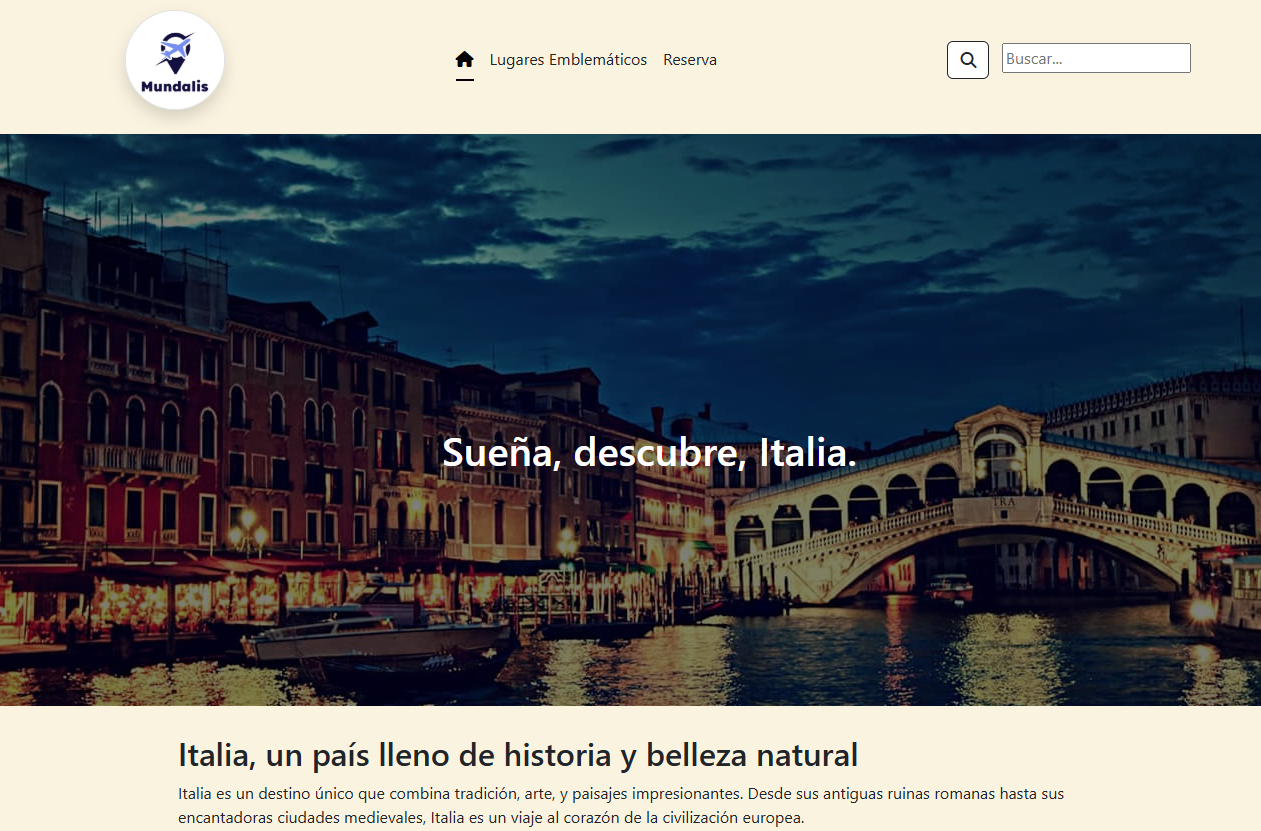 Mundalis
Lugares Emblemáticos
Reserva
Buscar...
Sueña, descubre, Italia.
TRA
Italia, un país lleno de historia y belleza natural
Italia es un destino único que combina tradición, arte, y paisajes impresionantes. Desde sus antiguas ruinas romanas hasta sus
encantadoras ciudades medievales, Italia es un viaje al corazón de la civilización europea.